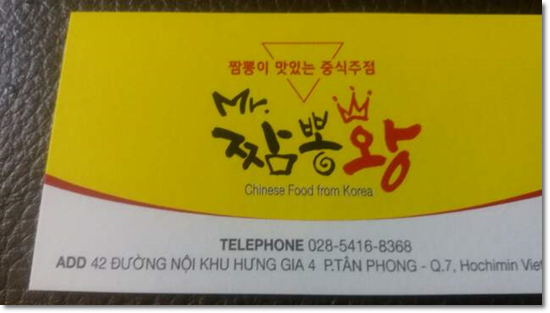 짬뽕이 맛있는 중식주점
Mr.
짬뽕왕
Chinese Food from Korea
TELEPHONE 028-5416-8368
ADD 42 ĐƯỜNG NỘI KHU HƯNG GIA 4 P.TÂN PHONG - Q.7, Hochimin Viet